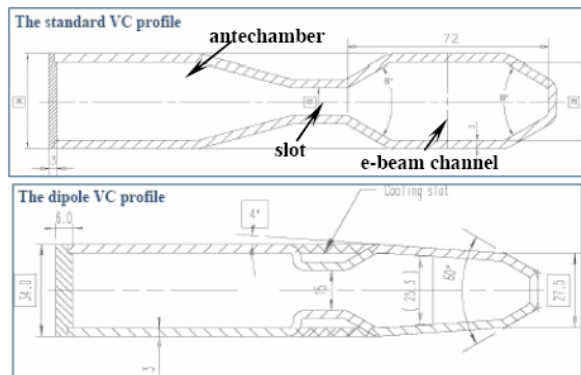 The standard VC profile
antechamber
72
slot
e-beam channel
3
The dipole VC profile
Cooling slot
6.0
4°
34.0
15
(25.5)
60°
27.5
3